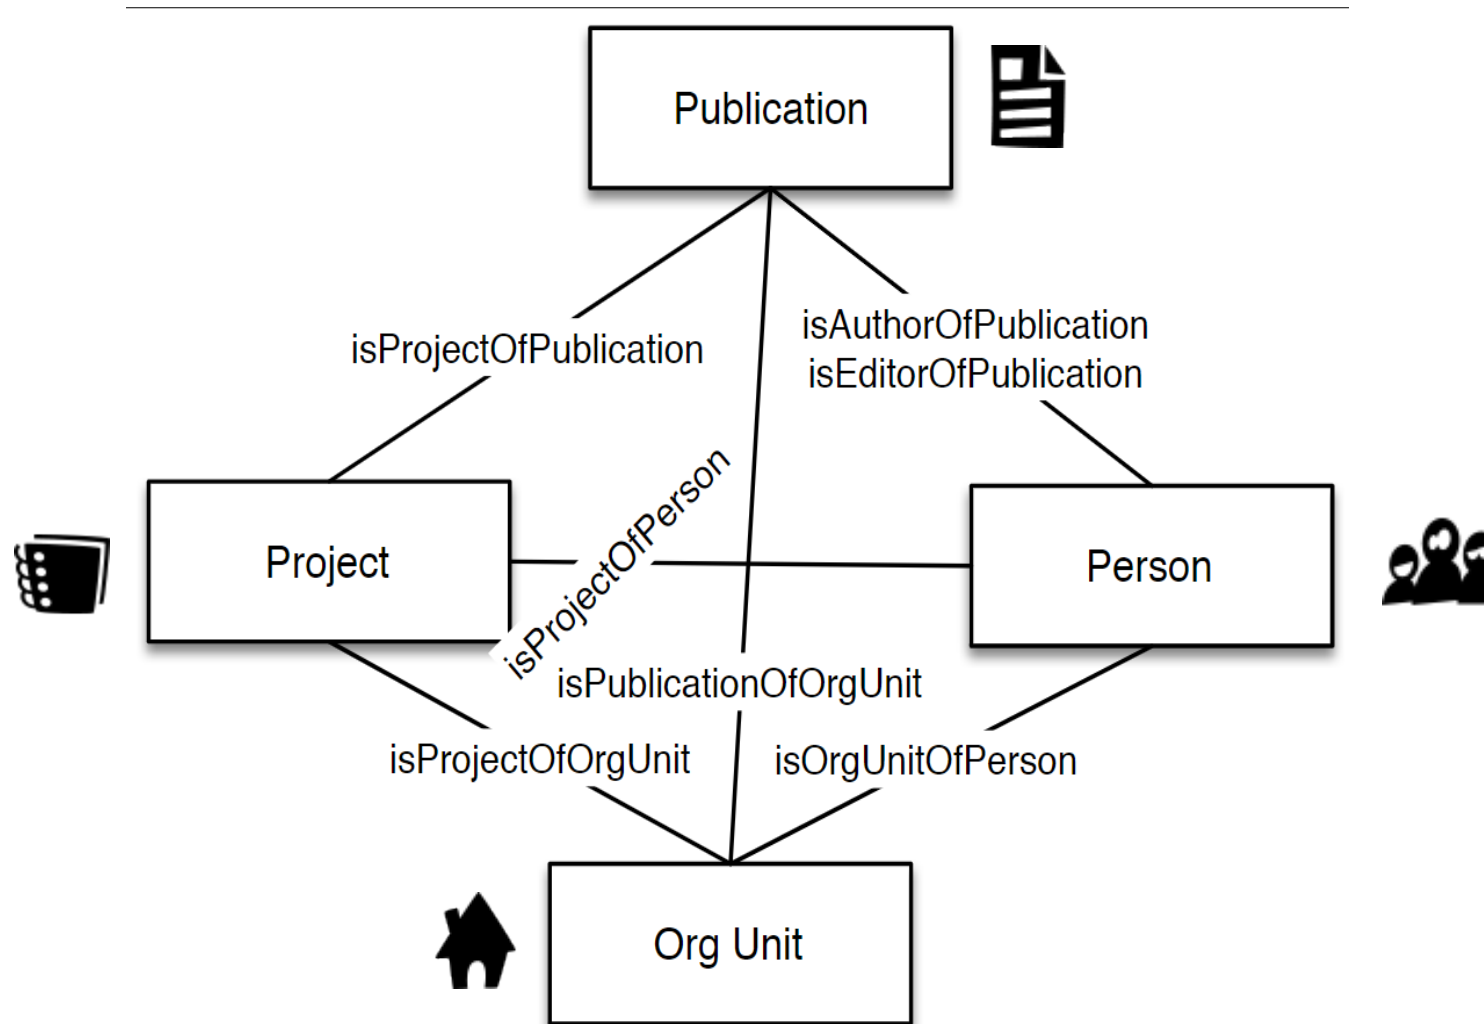 Publication
isAuthorOfPublication
isProjectOfPublication
isEditorOfPublication
isProjectOfPerson
Project
Person
isPublicationOfOrgUnit
isProjectOfOrgUnit
isOrgUnitOfPerson
Org Unit